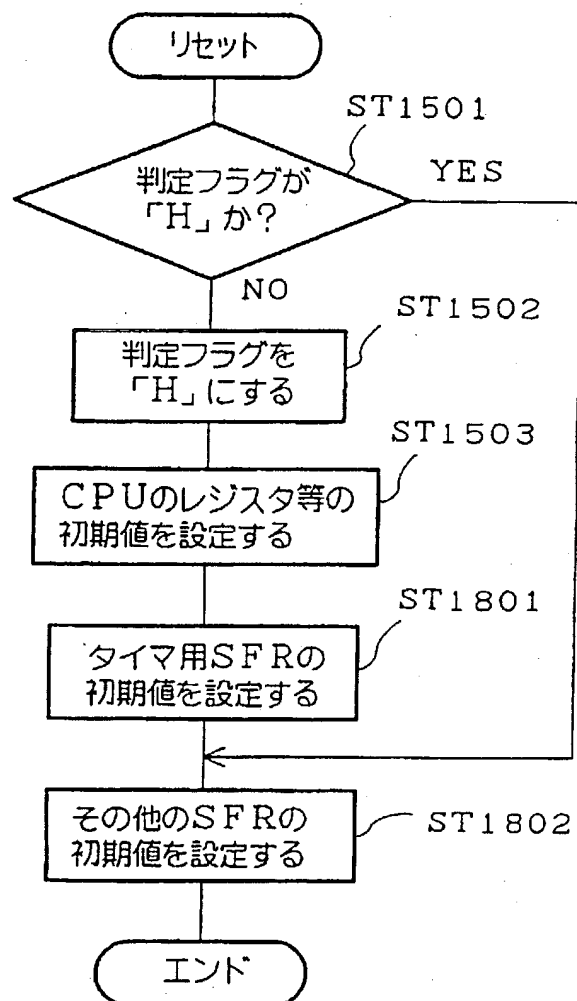 リセット
ST1501
判定フラグが
「H」か?
YES
NO
ST1502
判定フラグを
「H」にする
ST1503
CPUのレジスタ等の
初期値を設定する
ST1801
タイマ用SFRの
初期値を設定する
その他のSFRの
初期値を設定する
ST1802
エンド